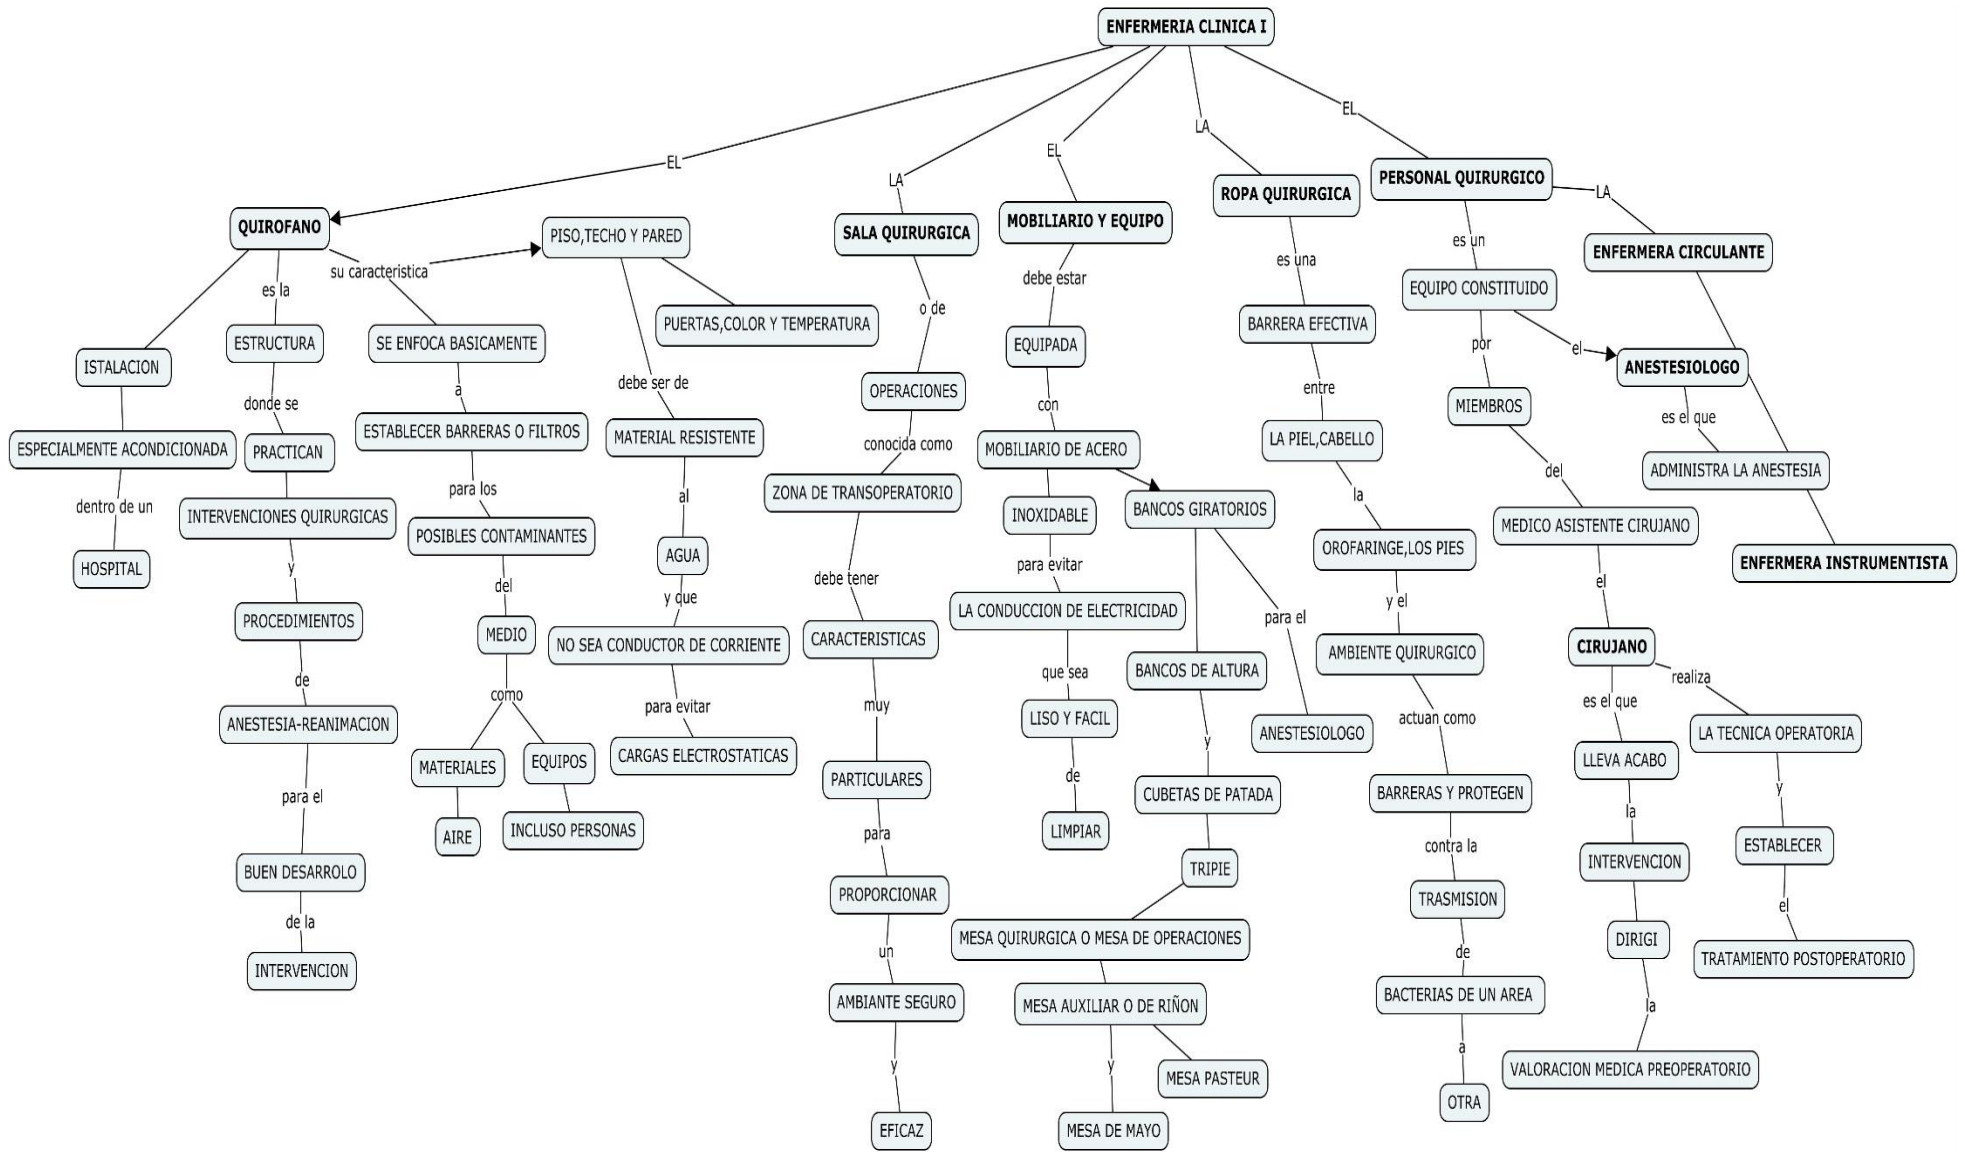 ENFERMERIA CLINICA I
EL
QUIROFANO
ISTALACION
ESPECIALMENTE ACONDICIONADA
dentro de un
HOSPITAL
es la
ESTRUCTURA
donde se
PRACTICAN
INTERVENCIONES QUIRURGICAS
y
PROCEDIMIENTOS
de
ANESTESIA-REANIMACION
para el
BUEN DESARROLO
de la
INTERVENCION
su caracteristica
SE ENFOCA BASICAMENTE
a
ESTABLECER BARRERAS O FILTROS
para los
POSIBLES CONTAMINANTES
del
MEDIO
como
MATERIALES
AIRE
EQUIPOS
INCLUSO PERSONAS
PISO,TECHO Y PARED
PUERTAS,COLOR Y TEMPERATURA
debe ser de
MATERIAL RESISTENTE
al
AGUA
y que
NO SEA CONDUCTOR DE CORRIENTE
para evitar
CARGAS ELECTROSTATICAS
LA
SALA QUIRURGICA
o de
OPERACIONES
conocida como
ZONA DE TRANSOPERATORIO
debe tener
CARACTERISTICAS
muy
PARTICULARES
para
PROPORCIONAR
un
AMBIANTE SEGURO
y
EFICAZ
EL
MOBILIARIO Y EQUIPO
debe estar
EQUIPADA
con
MOBILIARIO DE ACERO
INOXIDABLE
para evitar
LA CONDUCCION DE ELECTRICIDAD
que sea
LISO Y FACIL
de
LIMPIAR
BANCOS GIRATORIOS
para el
ANESTESIOLOGO
BANCOS DE ALTURA
y
CUBETAS DE PATADA
TRIPIE
MESA QUIRURGICA O MESA DE OPERACIONES
MESA AUXILIAR O DE RIÑON
MESA PASTEUR
y
MESA DE MAYO
LA
ROPA QUIRURGICA
es una
BARRERA EFECTIVA
entre
LA PIEL,CABELLO
la
OROFARINGE,LOS PIES
y el
AMBIENTE QUIRURGICO
actuan como
BARRERAS Y PROTEGEN
contra la
TRASMISION
de
BACTERIAS DE UN AREA
a
OTRA
EL
PERSONAL QUIRURGICO
es un
EQUIPO CONSTITUIDO
por
MIEMBROS
del
MEDICO ASISTENTE CIRUJANO
el
CIRUJANO
es el que
LLEVA ACABO
la
INTERVENCION
DIRIGI
la
VALORACION MEDICA PREOPERATORIO
realiza
LA TECNICA OPERATORIA
y
ESTABLECER
el
TRATAMIENTO POSTOPERATORIO
el
ANESTESIOLOGO
es el que
ADMINISTRA LA ANESTESIA
LA
ENFERMERA CIRCULANTE
ENFERMERA INSTRUMENTISTA